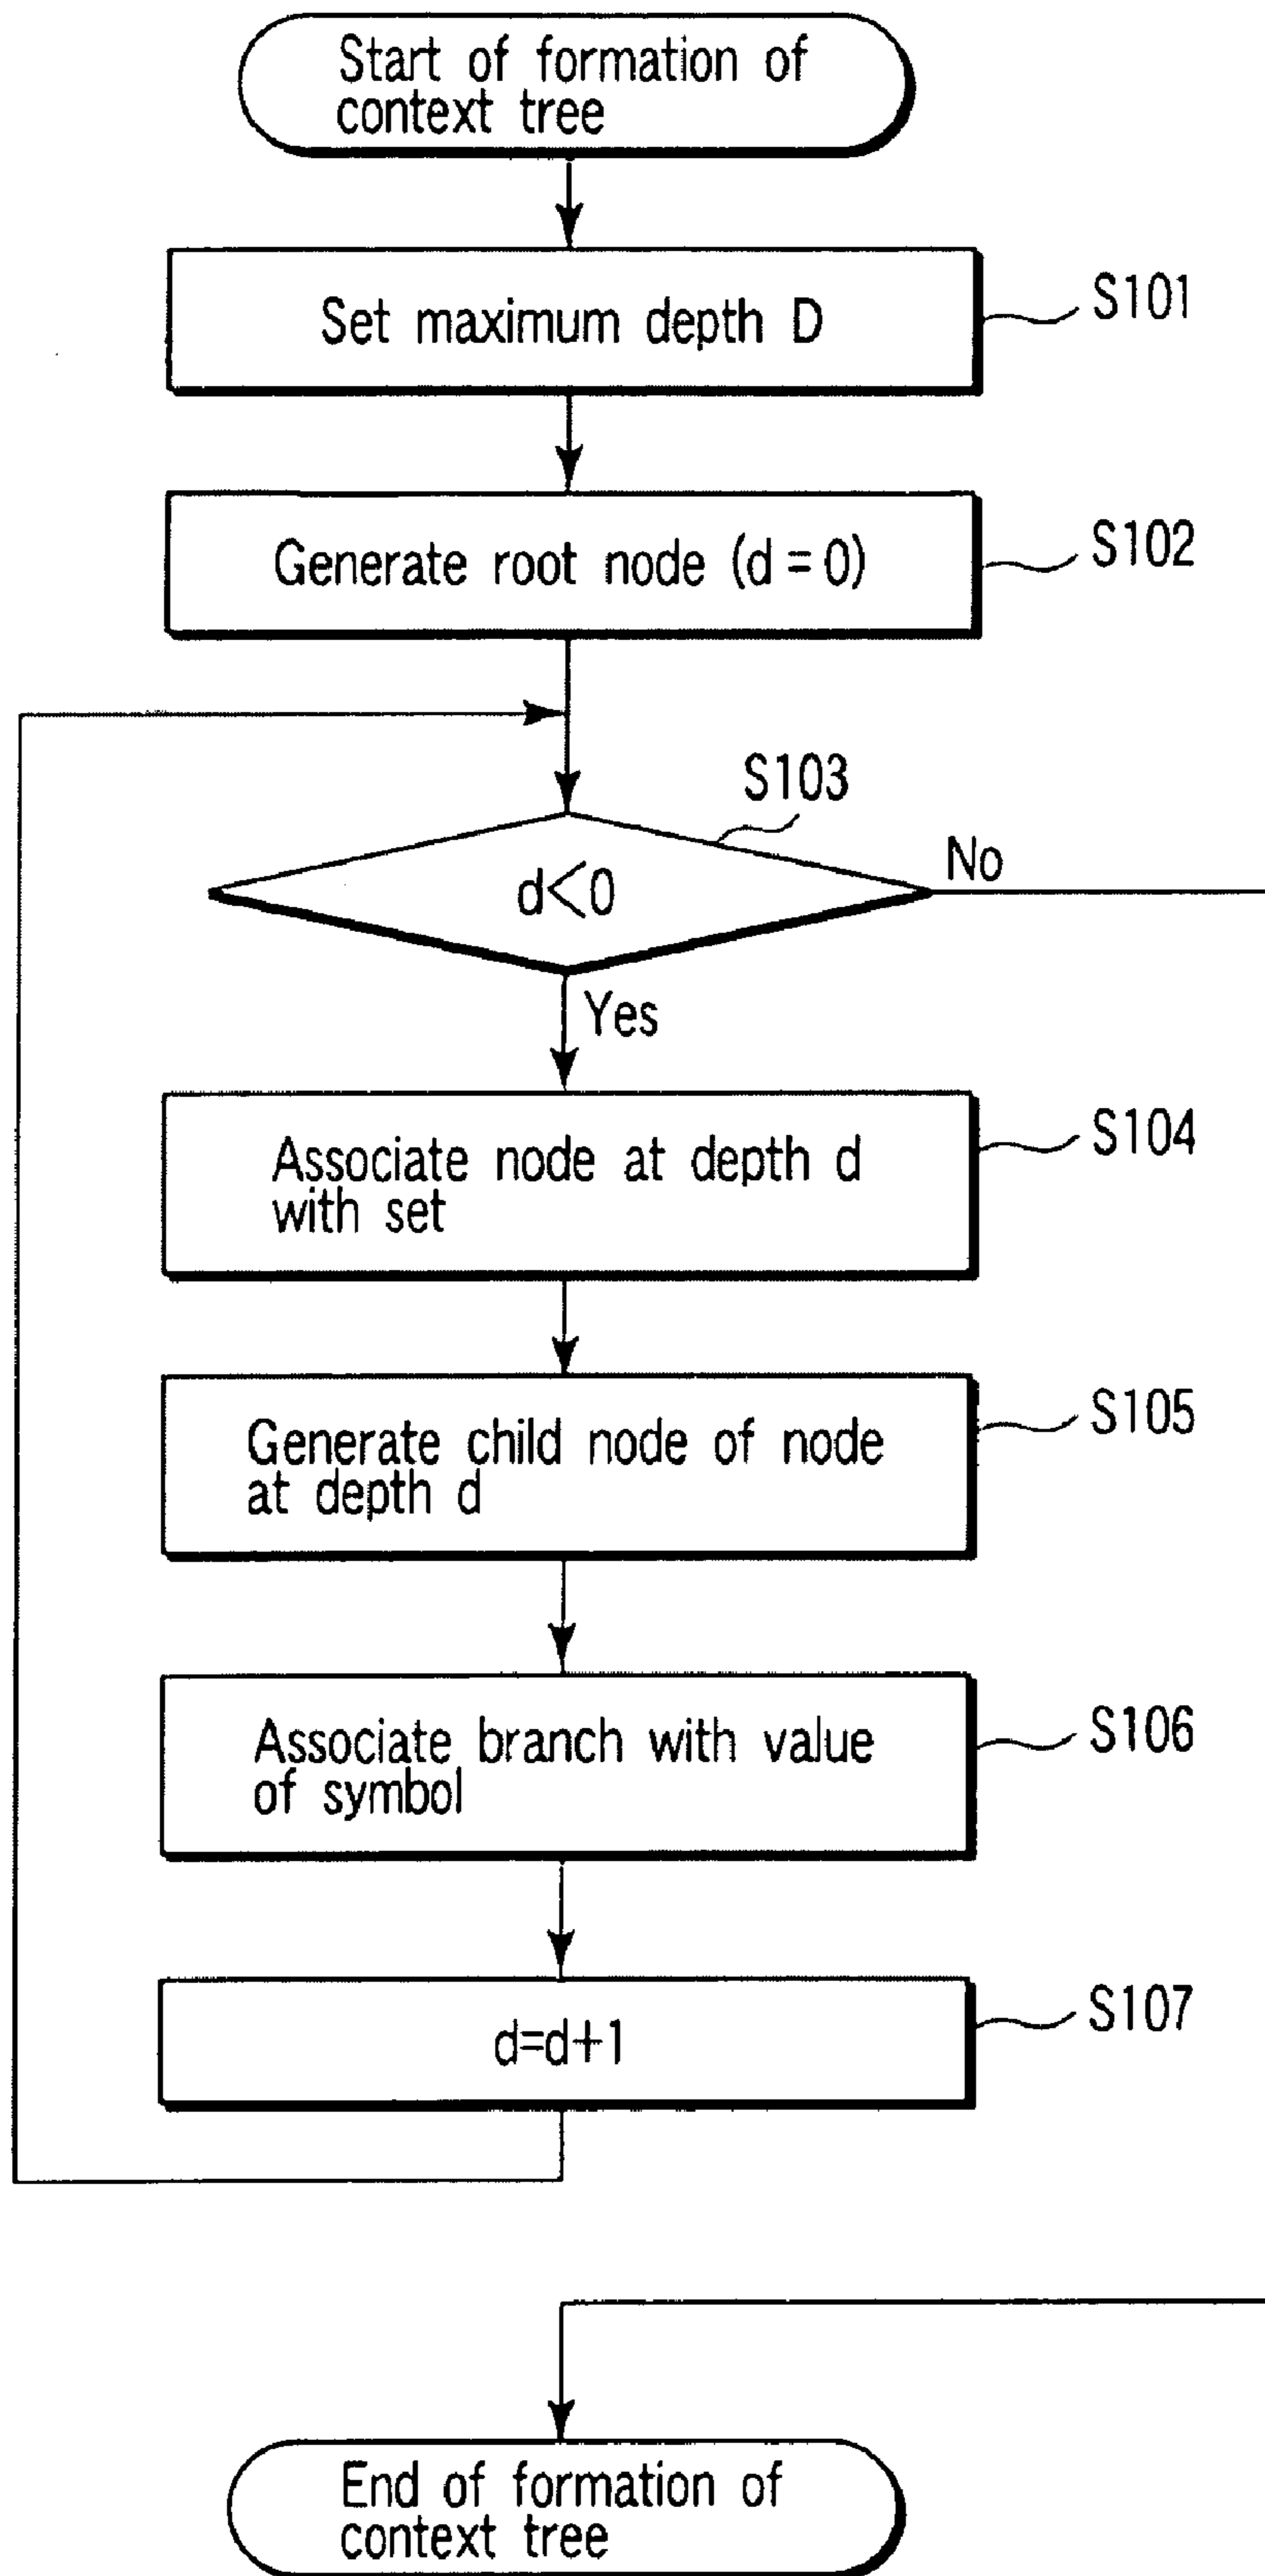 Start of formation of
context tree
Set maximum depth D
S101
Generate root node (d = 0)
S102
S103
d<0
No
Yes
Associate node at depth d
with set
S104
Generate child node of node
at depth d
S105
Associate branch with value
of symbol
S106
d=d+1
S107
End of formation of
context tree